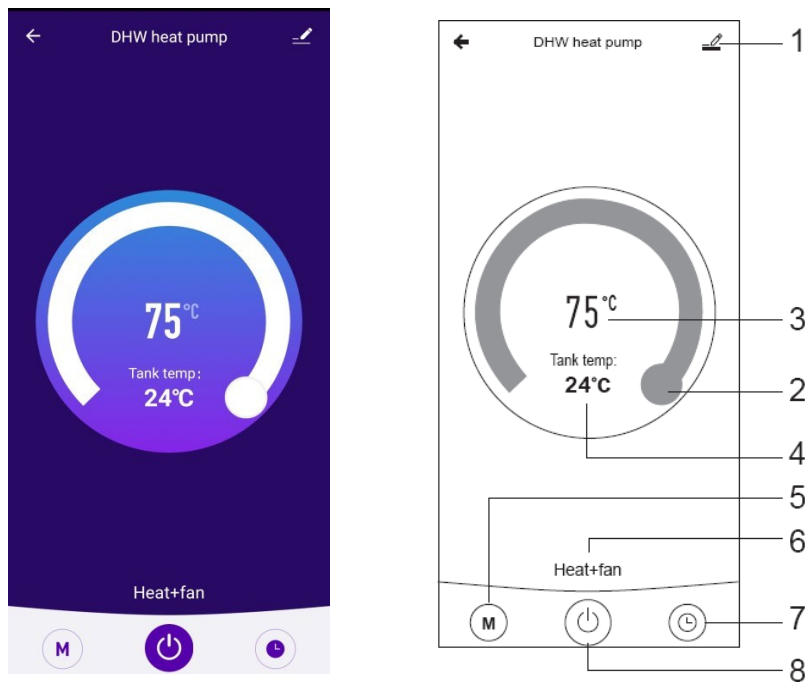 DHW heat pump
75°C
Tank temp:
24°C
Heat+fan
M
DHW heat pump
1
75°C
3
Tank temp:
2
24°C
4
5
6
Heat+fan
M
7
8